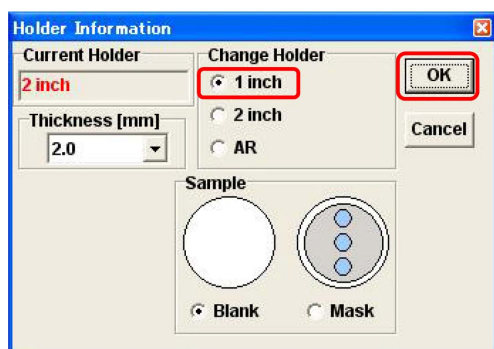 Holder Information
Current Holder
2 inch
Thickness [mm]
2.0
Change Holder
1 inch
2 inch
AR
OK
Cancel
Sample
Blank
Mask